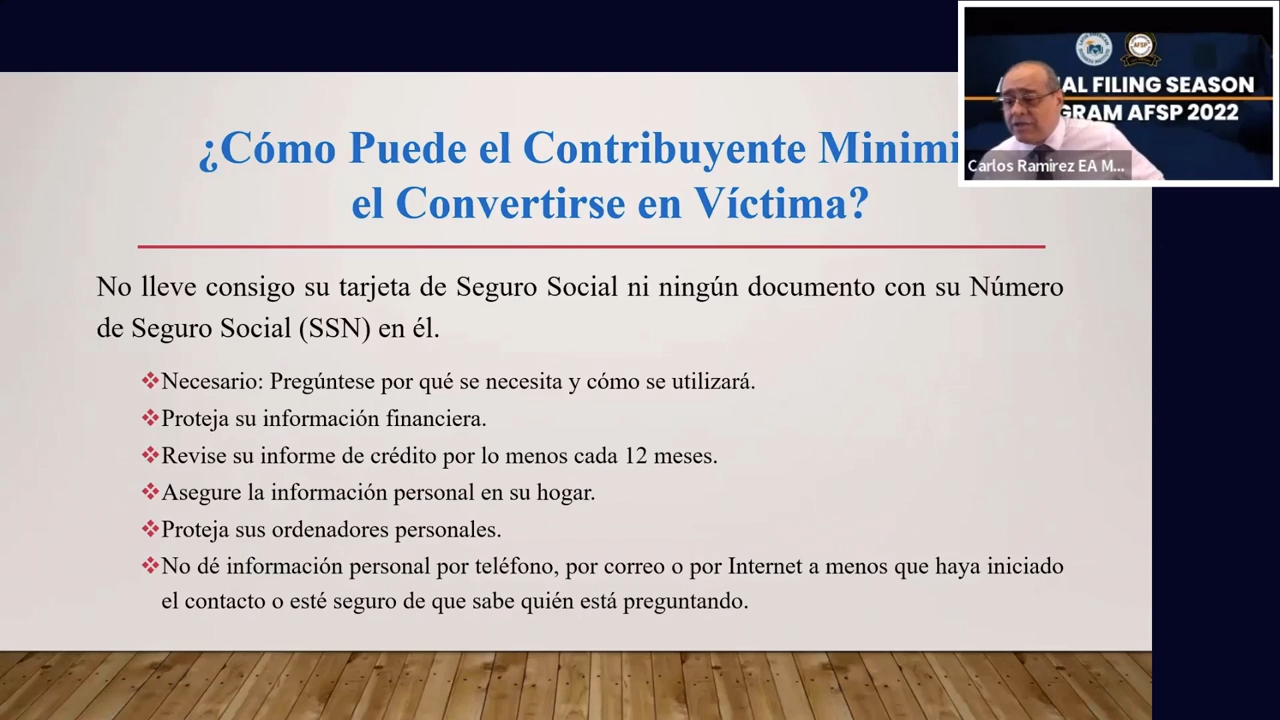 ¿Cómo Puede el Contribuyente Minimi
el Convertirse en Víctima?
No lleve consigo su tarjeta de Seguro Social ni ningún documento con su Número
de Seguro Social (SSN) en él.
❖Necesario: Pregúntese por qué se necesita y cómo se utilizará.
❖Proteja su información financiera.
❖Revise su informe de crédito por lo menos cada 12 meses.
❖Asegure la información personal en su hogar.
❖Proteja sus ordenadores personales.
❖No dé información personal por teléfono, por correo o por Internet a menos que haya iniciado
el contacto o esté seguro de que sabe quién está preguntando.
AFSP
AL FILING SEASON
GRAM AFSP 2022
Carlos Ramirez EA M...